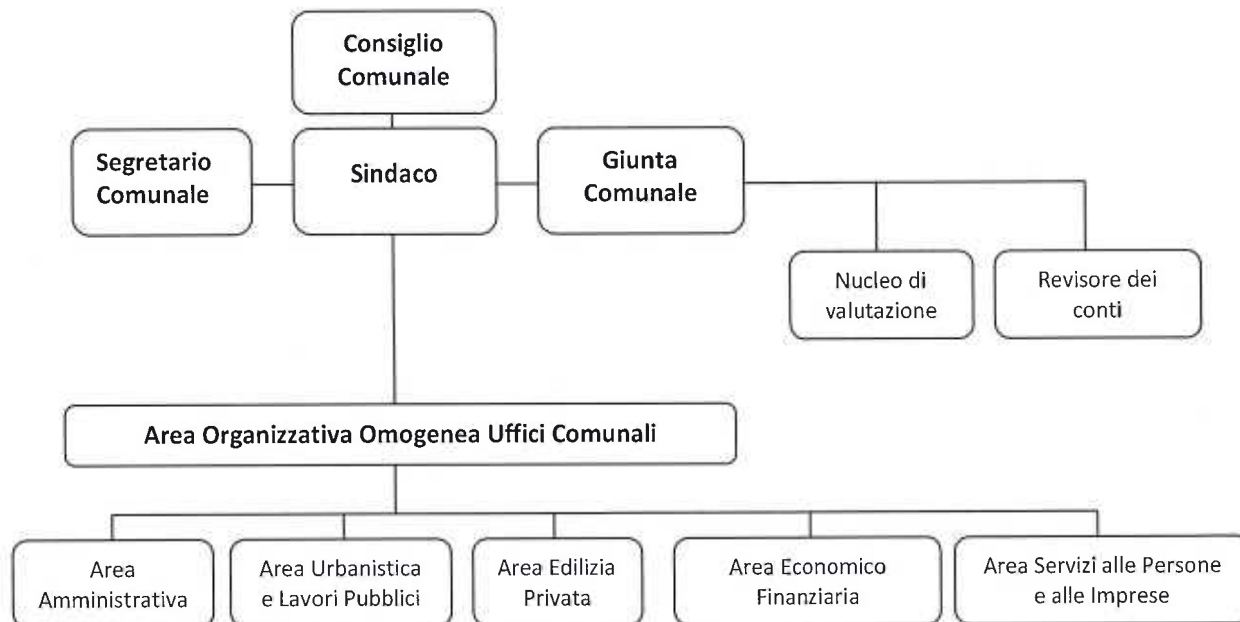 Consiglio
Comunale
Segretario
Comunale
Sindaco
Giunta
Comunale
Nucleo di
valutazione
Revisore dei
conti
Area Organizzativa Omogenea Uffici Comunali
Area
Amministrativa
Area Urbanistica
e Lavori Pubblici
Area Edilizia
Privata
Area Economico
Finanziaria
Area Servizi alle Persone
e alle Imprese